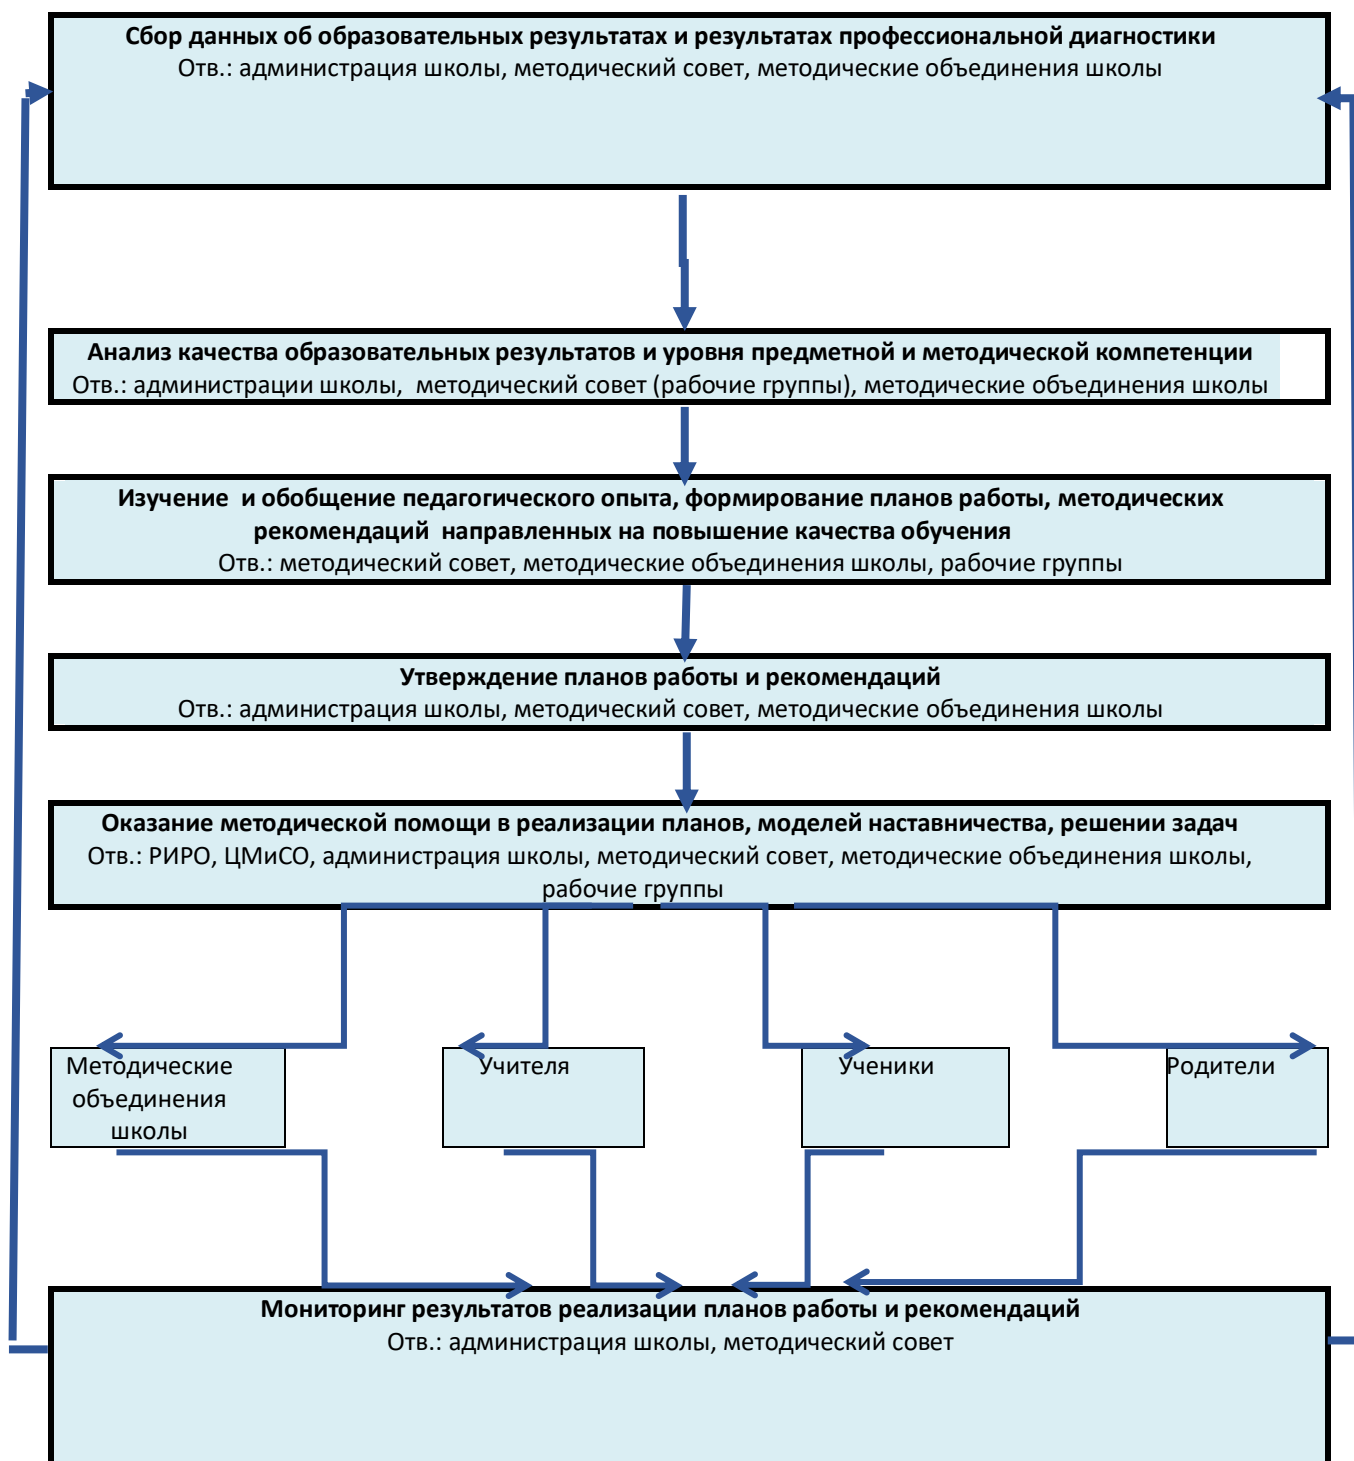 Сбор данных об образовательных результатах и результатах профессиональной диагностики
Отв.: администрация школы, методический совет, методические объединения школы
Анализ качества образовательных результатов и уровня предметной и методической компетенции
Отв.: администрации школы, методический совет (рабочие группы), методические объединения школы
Изучение и обобщение педагогического опыта, формирование планов работы, методических
рекомендаций направленных на повышение качества обучения
Отв.: методический совет, методические объединения школы, рабочие группы
Утверждение планов работы и рекомендаций
Отв.: администрация школы, методический совет, методические объединения школы
Оказание методической помощи в реализации планов, моделей наставничества, решении задач
Отв.: РИРО, ЦМиСО, администрация школы, методический совет, методические объединения школы,
рабочие группы
Методические
объединения
школы
Учителя
Ученики
Родители
Мониторинг результатов реализации планов работы и рекомендаций
Отв.: администрация школы, методический совет